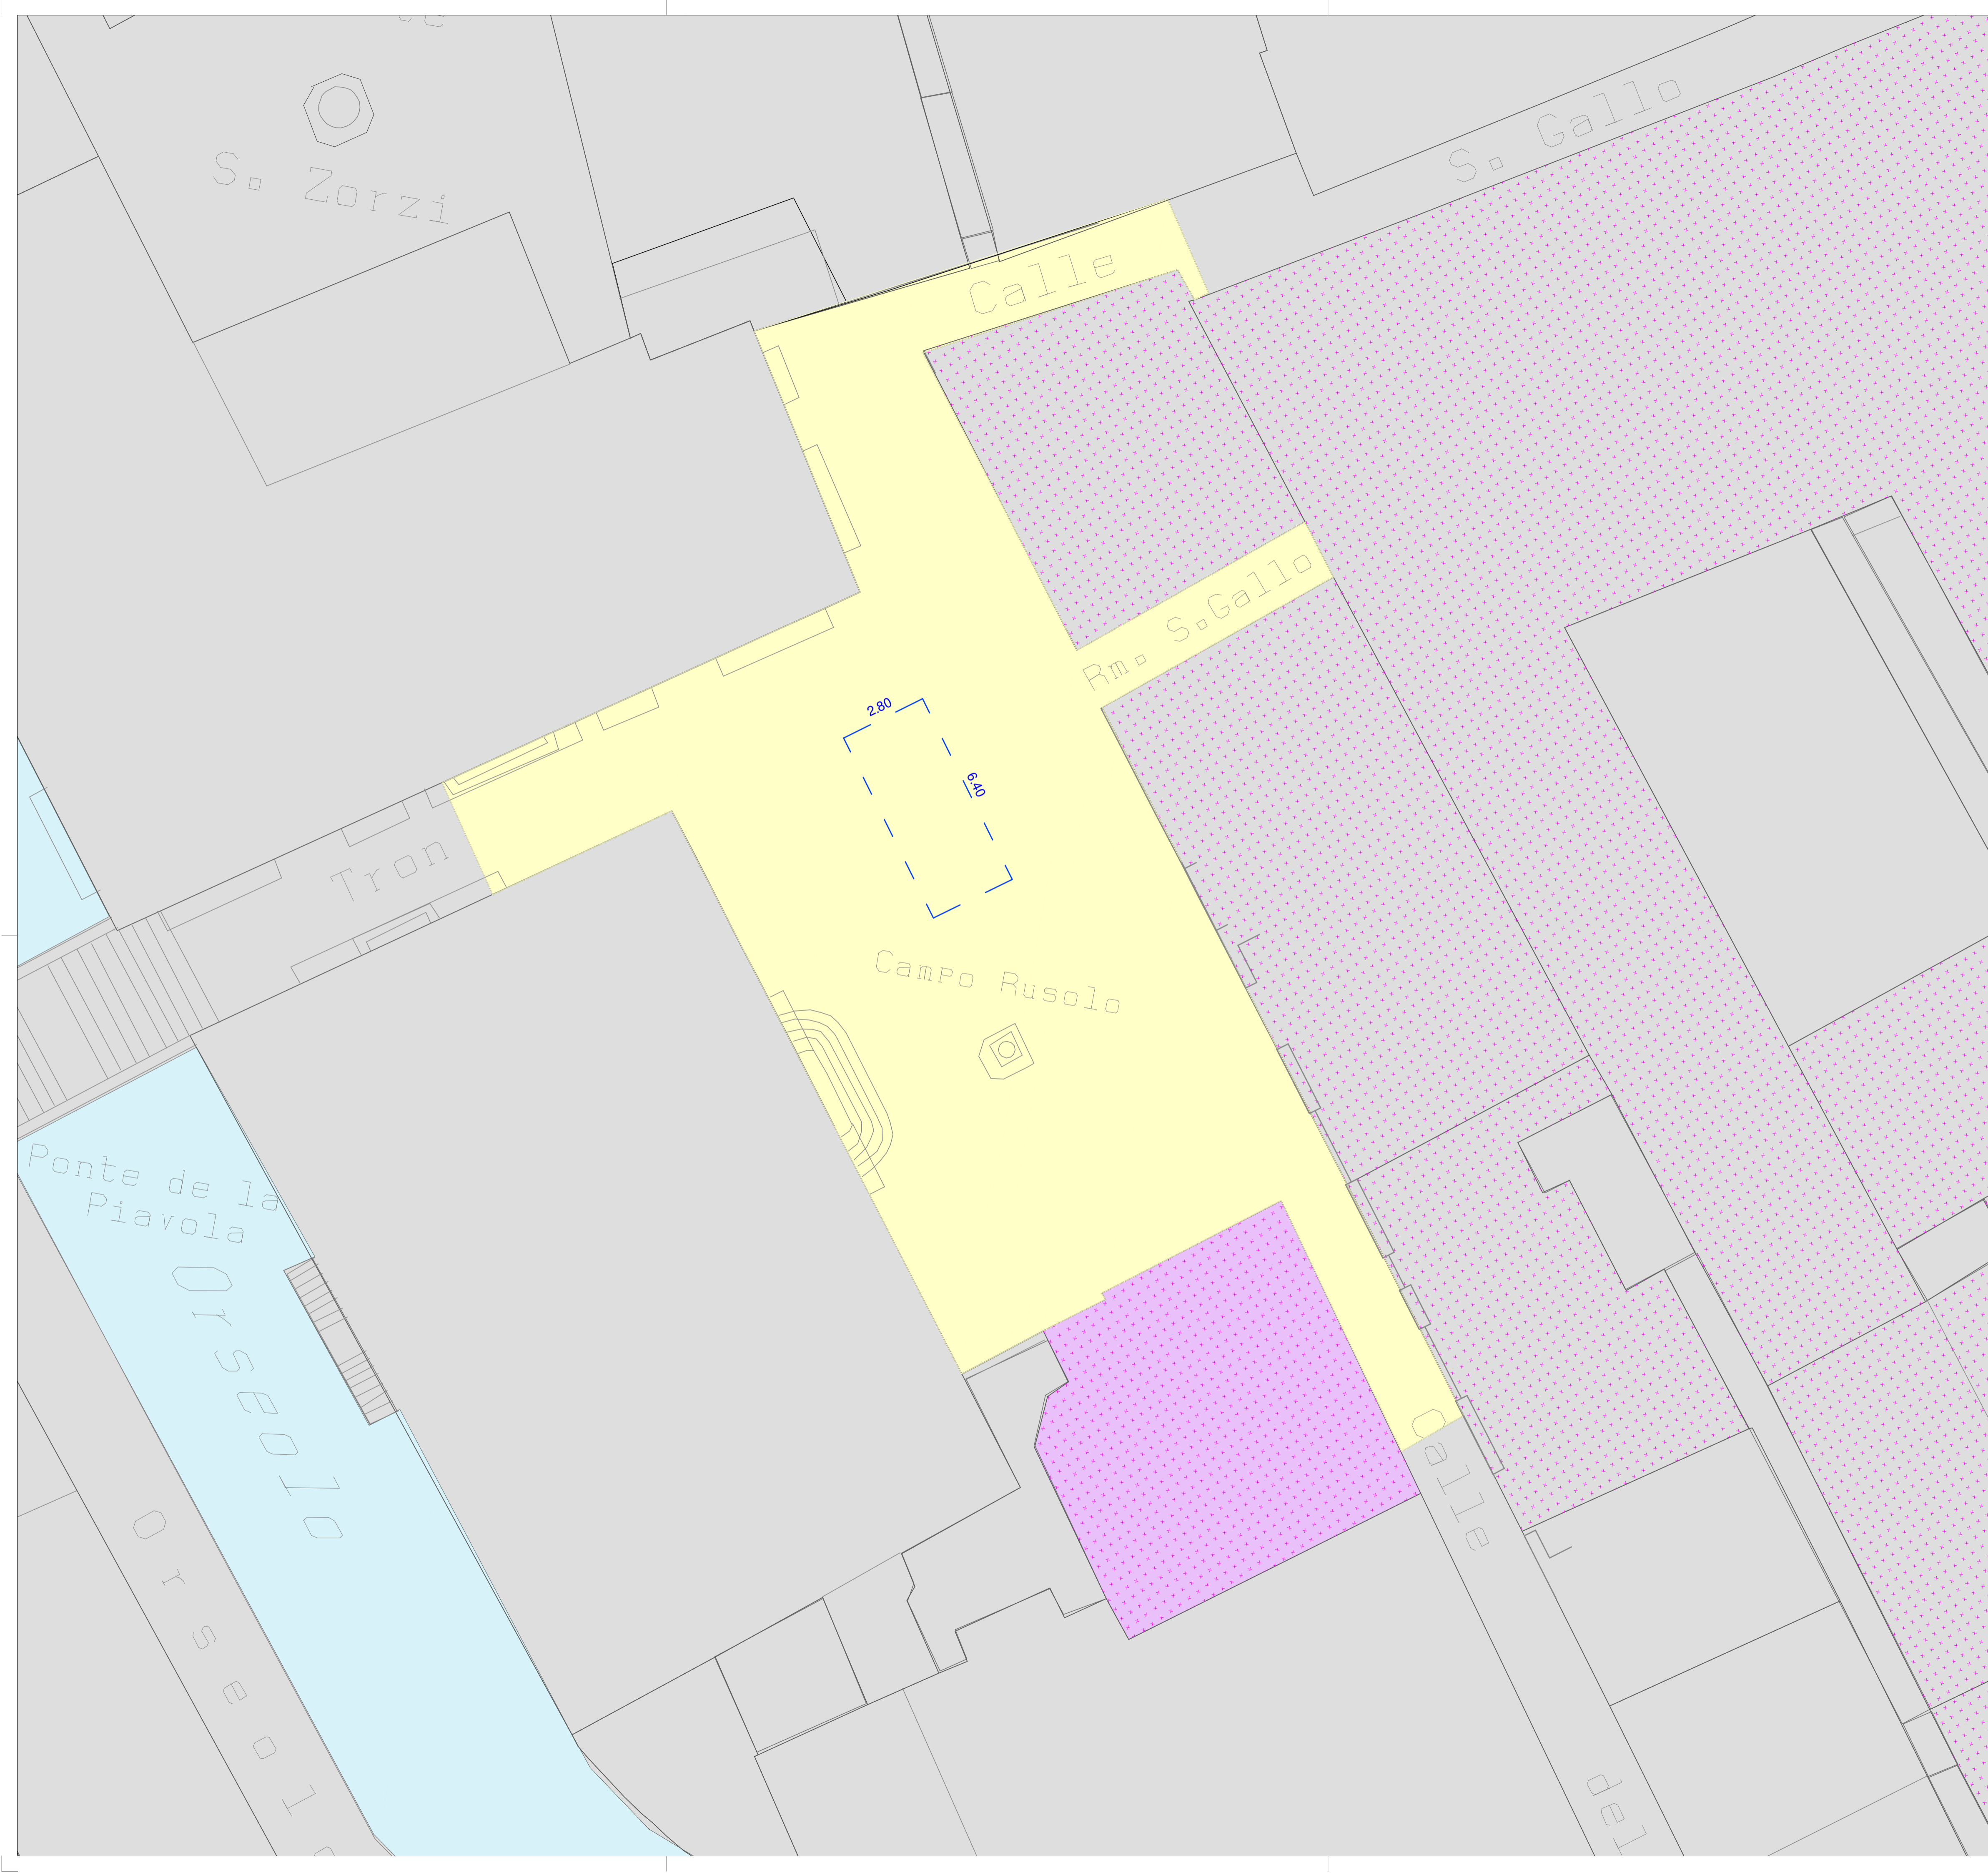 S. Zorzi
S. Gallo
Calle
Rm. S.Gallo
2.80
6.40
Tron
Campo Rusolo
Ponte de la
Piavola
Orseolo
Calle
Orseol
del